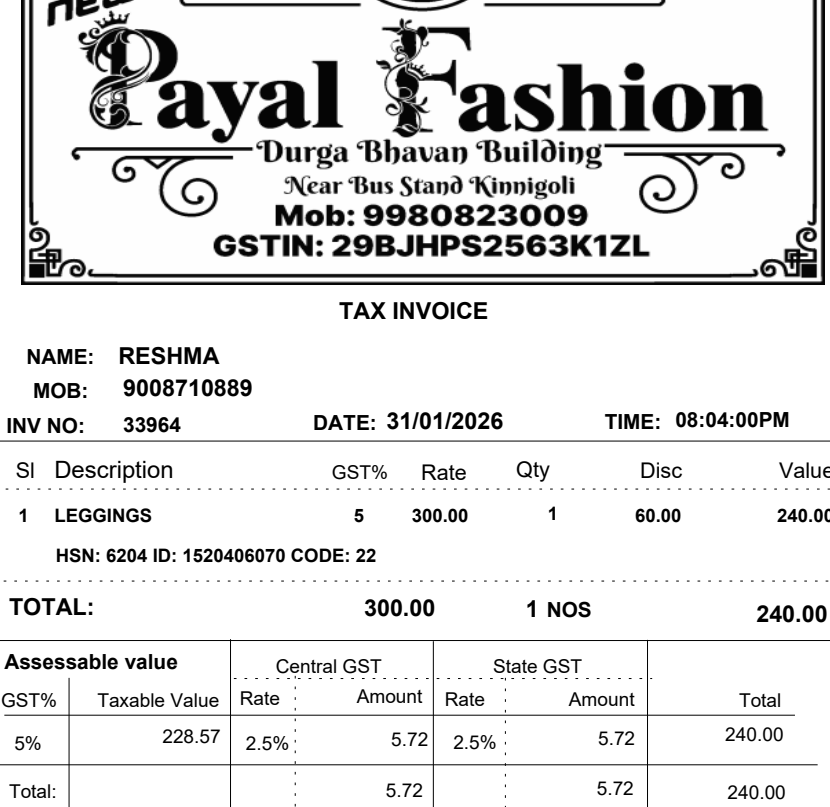 new
Payal Fashion
Durga Bhavan Building
Near Bus Stand Kinnigoli
Mob: 9980823009
GSTIN: 29BJHPS2563K1ZL
TAX INVOICE
NAME: RESHMA
MOB: 9008710889
INV NO: 33964 DATE: 31/01/2026 TIME: 08:04:00PM
Sl Description GST% Rate Qty Disc Value
1 LEGGINGS 5 300.00 1 60.00 240.00
HSN: 6204 ID: 1520406070 CODE: 22
TOTAL: 300.00 1 NOS 240.00
Assessable value Central GST State GST
GST% Taxable Value Rate Amount Rate Amount Total
5% 228.57 2.5% 5.72 2.5% 5.72 240.00
Total: 5.72 5.72 240.00